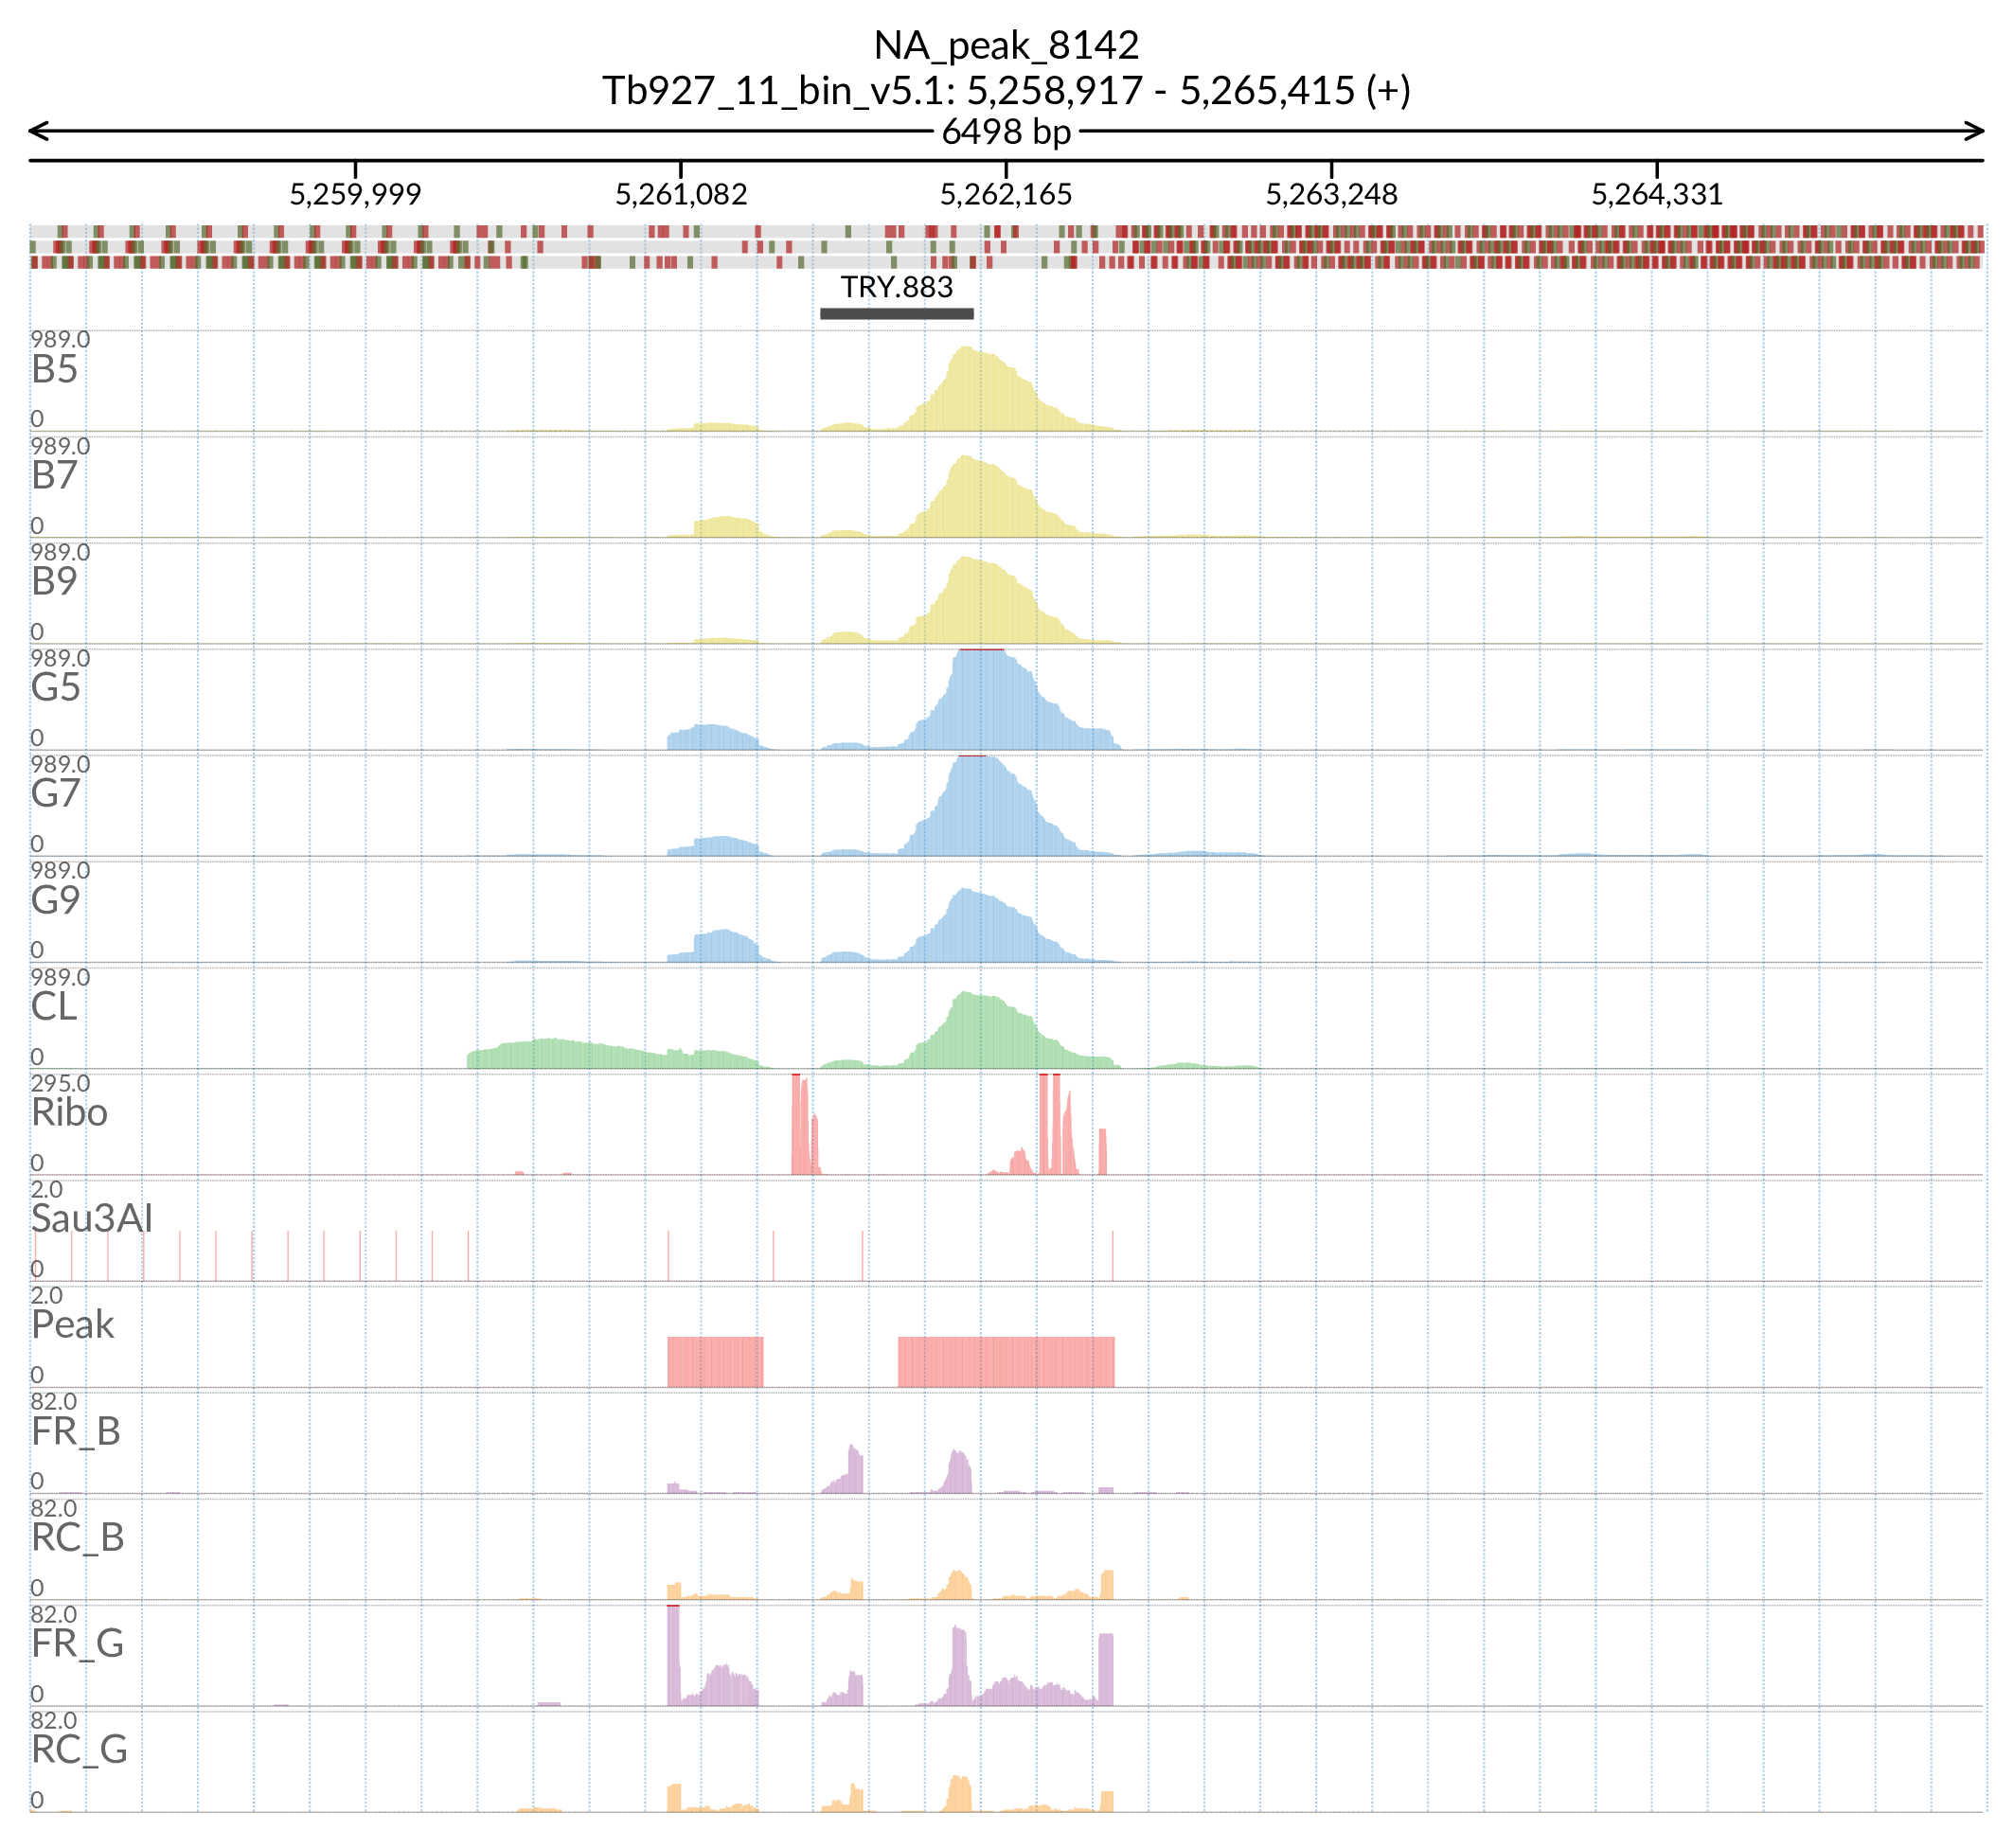 NA_peak_8142
Tb927_11_bin_v5.1: 5,258,917 - 5,265,415 (+)
6498 bp
5,259,999 5,261,082 5,262,165 5,263,248 5,264,331
TRY.883
989.0
B5
0
989.0
B7
0
989.0
B9
0
989.0
G5
0
989.0
G7
0
989.0
G9
0
989.0
CL
0
295.0
Ribo
0
2.0
Sau3AI
0
2.0
Peak
0
82.0
FR_B
0
82.0
RC_B
0
82.0
FR_G
0
82.0
RC_G
0